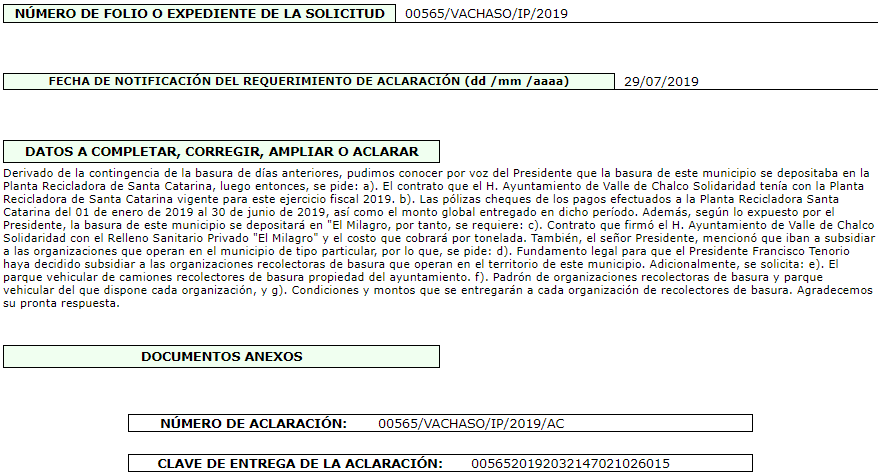 NÚMERO DE FOLIO O EXPEDIENTE DE LA SOLICITUD 00565/VACHASO/IP/2019
FECHA DE NOTIFICACIÓN DEL REQUERIMIENTO DE ACLARACIÓN (dd /mm /aaaa) 29/07/2019
DATOS A COMPLETAR, CORREGIR, AMPLIAR O ACLARAR
Derivado de la contingencia de la basura de días anteriores, pudimos conocer por voz del Presidente que la basura de este municipio se depositaba en la
Planta Recicladora de Santa Catarina, luego entonces, se pide: a). El contrato que el H. Ayuntamiento de Valle de Chalco Solidaridad tenía con la Planta
Recicladora de Santa Catarina vigente para este ejercicio fiscal 2019. b). Las pólizas cheques de los pagos efectuados a la Planta Recicladora Santa
Catarina del 01 de enero de 2019 al 30 de junio de 2019, así como el monto global entregado en dicho período. Además, según lo expuesto por el
Presidente, la basura de este municipio se depositará en "El Milagro, por tanto, se requiere: c). Contrato que firmó el H. Ayuntamiento de Valle de Chalco
Solidaridad con el Relleno Sanitario Privado "El Milagro" y el costo que cobrará por tonelada. También, el señor Presidente, mencionó que iban a subsidiar
a las organizaciones que operan en el municipio de tipo particular, por lo que, se pide: d). Fundamento legal para que el Presidente Francisco Tenorio
haya decidido subsidiar a las organizaciones recolectoras de basura que operan en el territorio de este municipio. Adicionalmente, se solicita: e). El
parque vehicular de camiones recolectores de basura propiedad del ayuntamiento. f). Padrón de organizaciones recolectoras de basura y parque
vehicular del que dispone cada organización, y g). Condiciones y montos que se entregarán a cada organización de recolectores de basura. Agradecemos
su pronta respuesta.
DOCUMENTOS ANEXOS
NÚMERO DE ACLARACIÓN: 00565/VACHASO/IP/2019/AC
CLAVE DE ENTREGA DE LA ACLARACIÓN: 005652019203214702102​6015